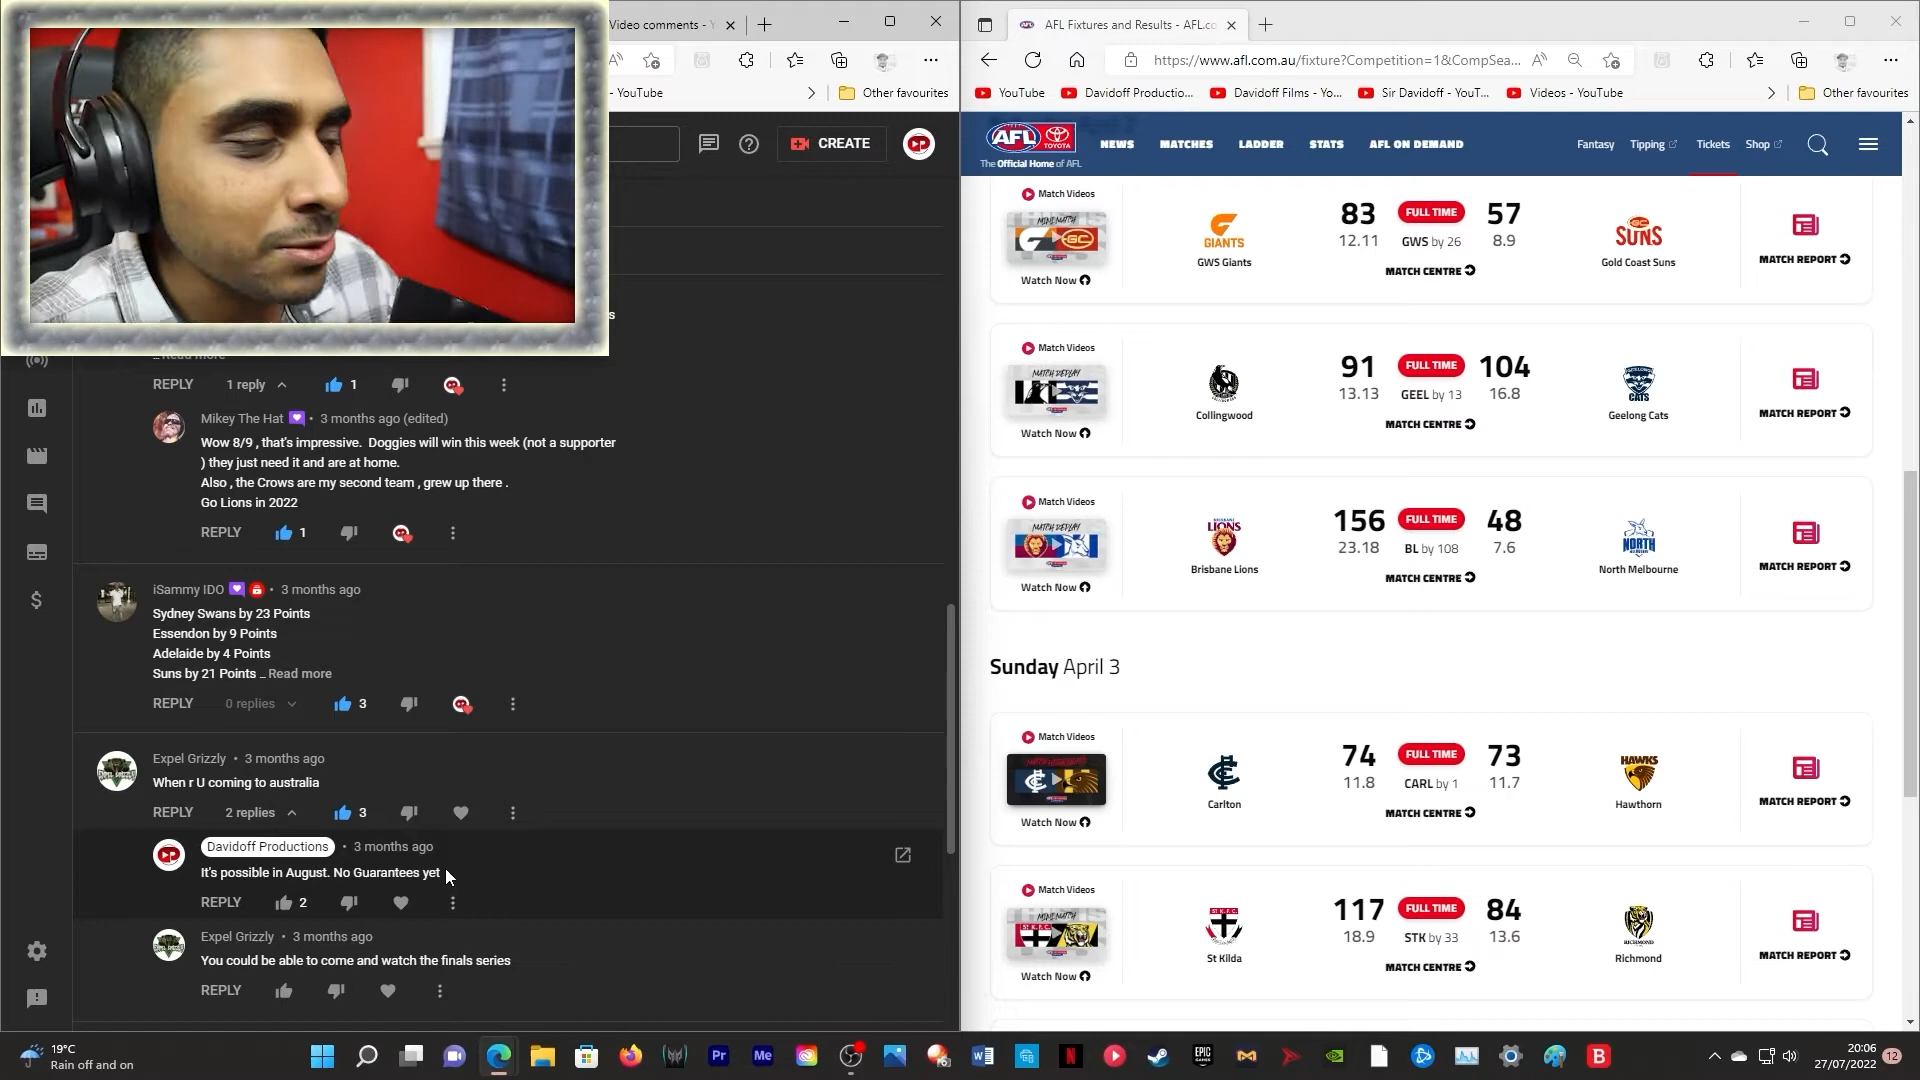 Video comments - Y
AFL Fixtures and Results - AFL.co
https://www.afl.com.au/fixture?Competition=1&CompSea...
- YouTube
Other favourites
YouTube
Davidoff Productio...
Davidoff Films - Yo...
Sir Davidoff - YouT...
Videos - YouTube
Other favourites
CREATE
REPLY 1 reply 1
Mikey The Hat • 3 months ago (edited)
Wow 8/9 , that's impressive. Doggies will win this week (not a supporter
) they just need it and are at home.
Also , the Crows are my second team , grew up there .
Go Lions in 2022
REPLY 1
iSammy IDO • 3 months ago
Sydney Swans by 23 Points
Essendon by 9 Points
Adelaide by 4 Points
Suns by 21 Points ... Read more
REPLY 0 replies 3
Expel Grizzly • 3 months ago
When r U coming to australia
REPLY 2 replies 3
Davidoff Productions • 3 months ago
It's possible in August. No Guarantees yet
REPLY 2
Expel Grizzly • 3 months ago
You could be able to come and watch the finals series
REPLY
AFL TOYOTA
The Official Home of AFL
NEWS MATCHES LADDER STATS AFL ON DEMAND
Fantasy Tipping Tickets Shop
Match Videos
MINI MATCH
Watch Now
GIANTS
GWS Giants
83 FULL TIME 57
12.11 GWS by 26 8.9
MATCH CENTRE
SUNS
Gold Coast Suns
MATCH REPORT
Match Videos
MATCH REPLAY
Watch Now
Collingwood
91 FULL TIME 104
13.13 GEEL by 13 16.8
MATCH CENTRE
CATS
Geelong Cats
MATCH REPORT
Match Videos
MATCH REPLAY
Watch Now
LIONS
Brisbane Lions
156 FULL TIME 48
23.18 BL by 108 7.6
MATCH CENTRE
NORTH
North Melbourne
MATCH REPORT
Sunday April 3
Match Videos
Watch Now
Carlton
74 FULL TIME 73
11.8 CARL by 1 11.7
MATCH CENTRE
HAWKS
Hawthorn
MATCH REPORT
Match Videos
MINI MATCH
Watch Now
St Kilda
117 FULL TIME 84
18.9 STK by 33 13.6
MATCH CENTRE
RICHMOND
Richmond
MATCH REPORT
19°C
Rain off and on
Pr
Me
20:06
27/07/2022
12